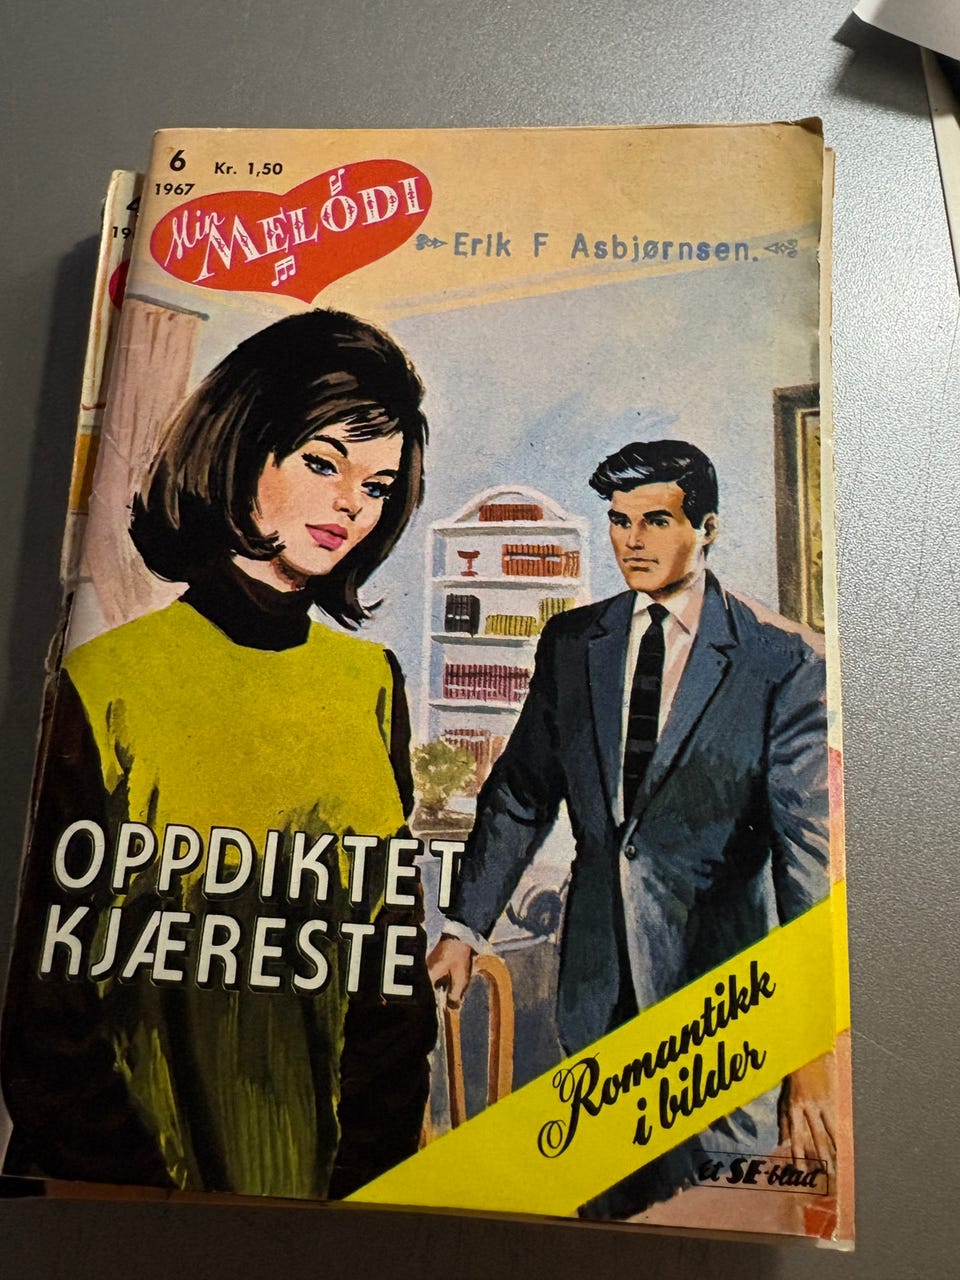 6
Kr. 1,50
1967
Min
MELODI
Erik F Asbjørnsen.
OPPDIKTET
KJÆRESTE
Romantikk
i bilder
Et SE-blad